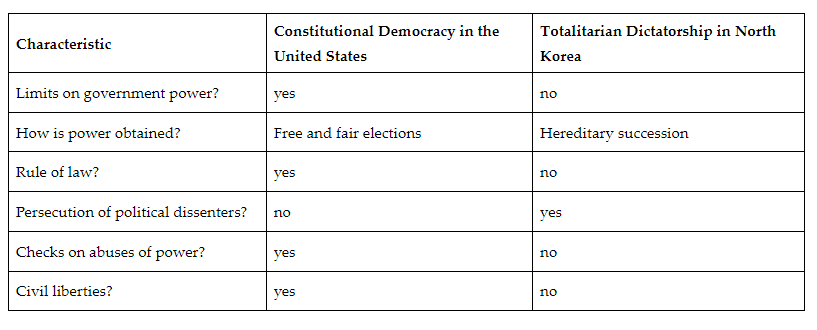 Characteristic
Constitutional Democracy in the
United States
Totalitarian Dictatorship in North
Korea
Limits on government power?
yes
no
How is power obtained?
Free and fair elections
Hereditary succession
Rule of law?
yes
no
Persecution of political dissenters?
no
yes
Checks on abuses of power?
yes
no
Civil liberties?
yes
no